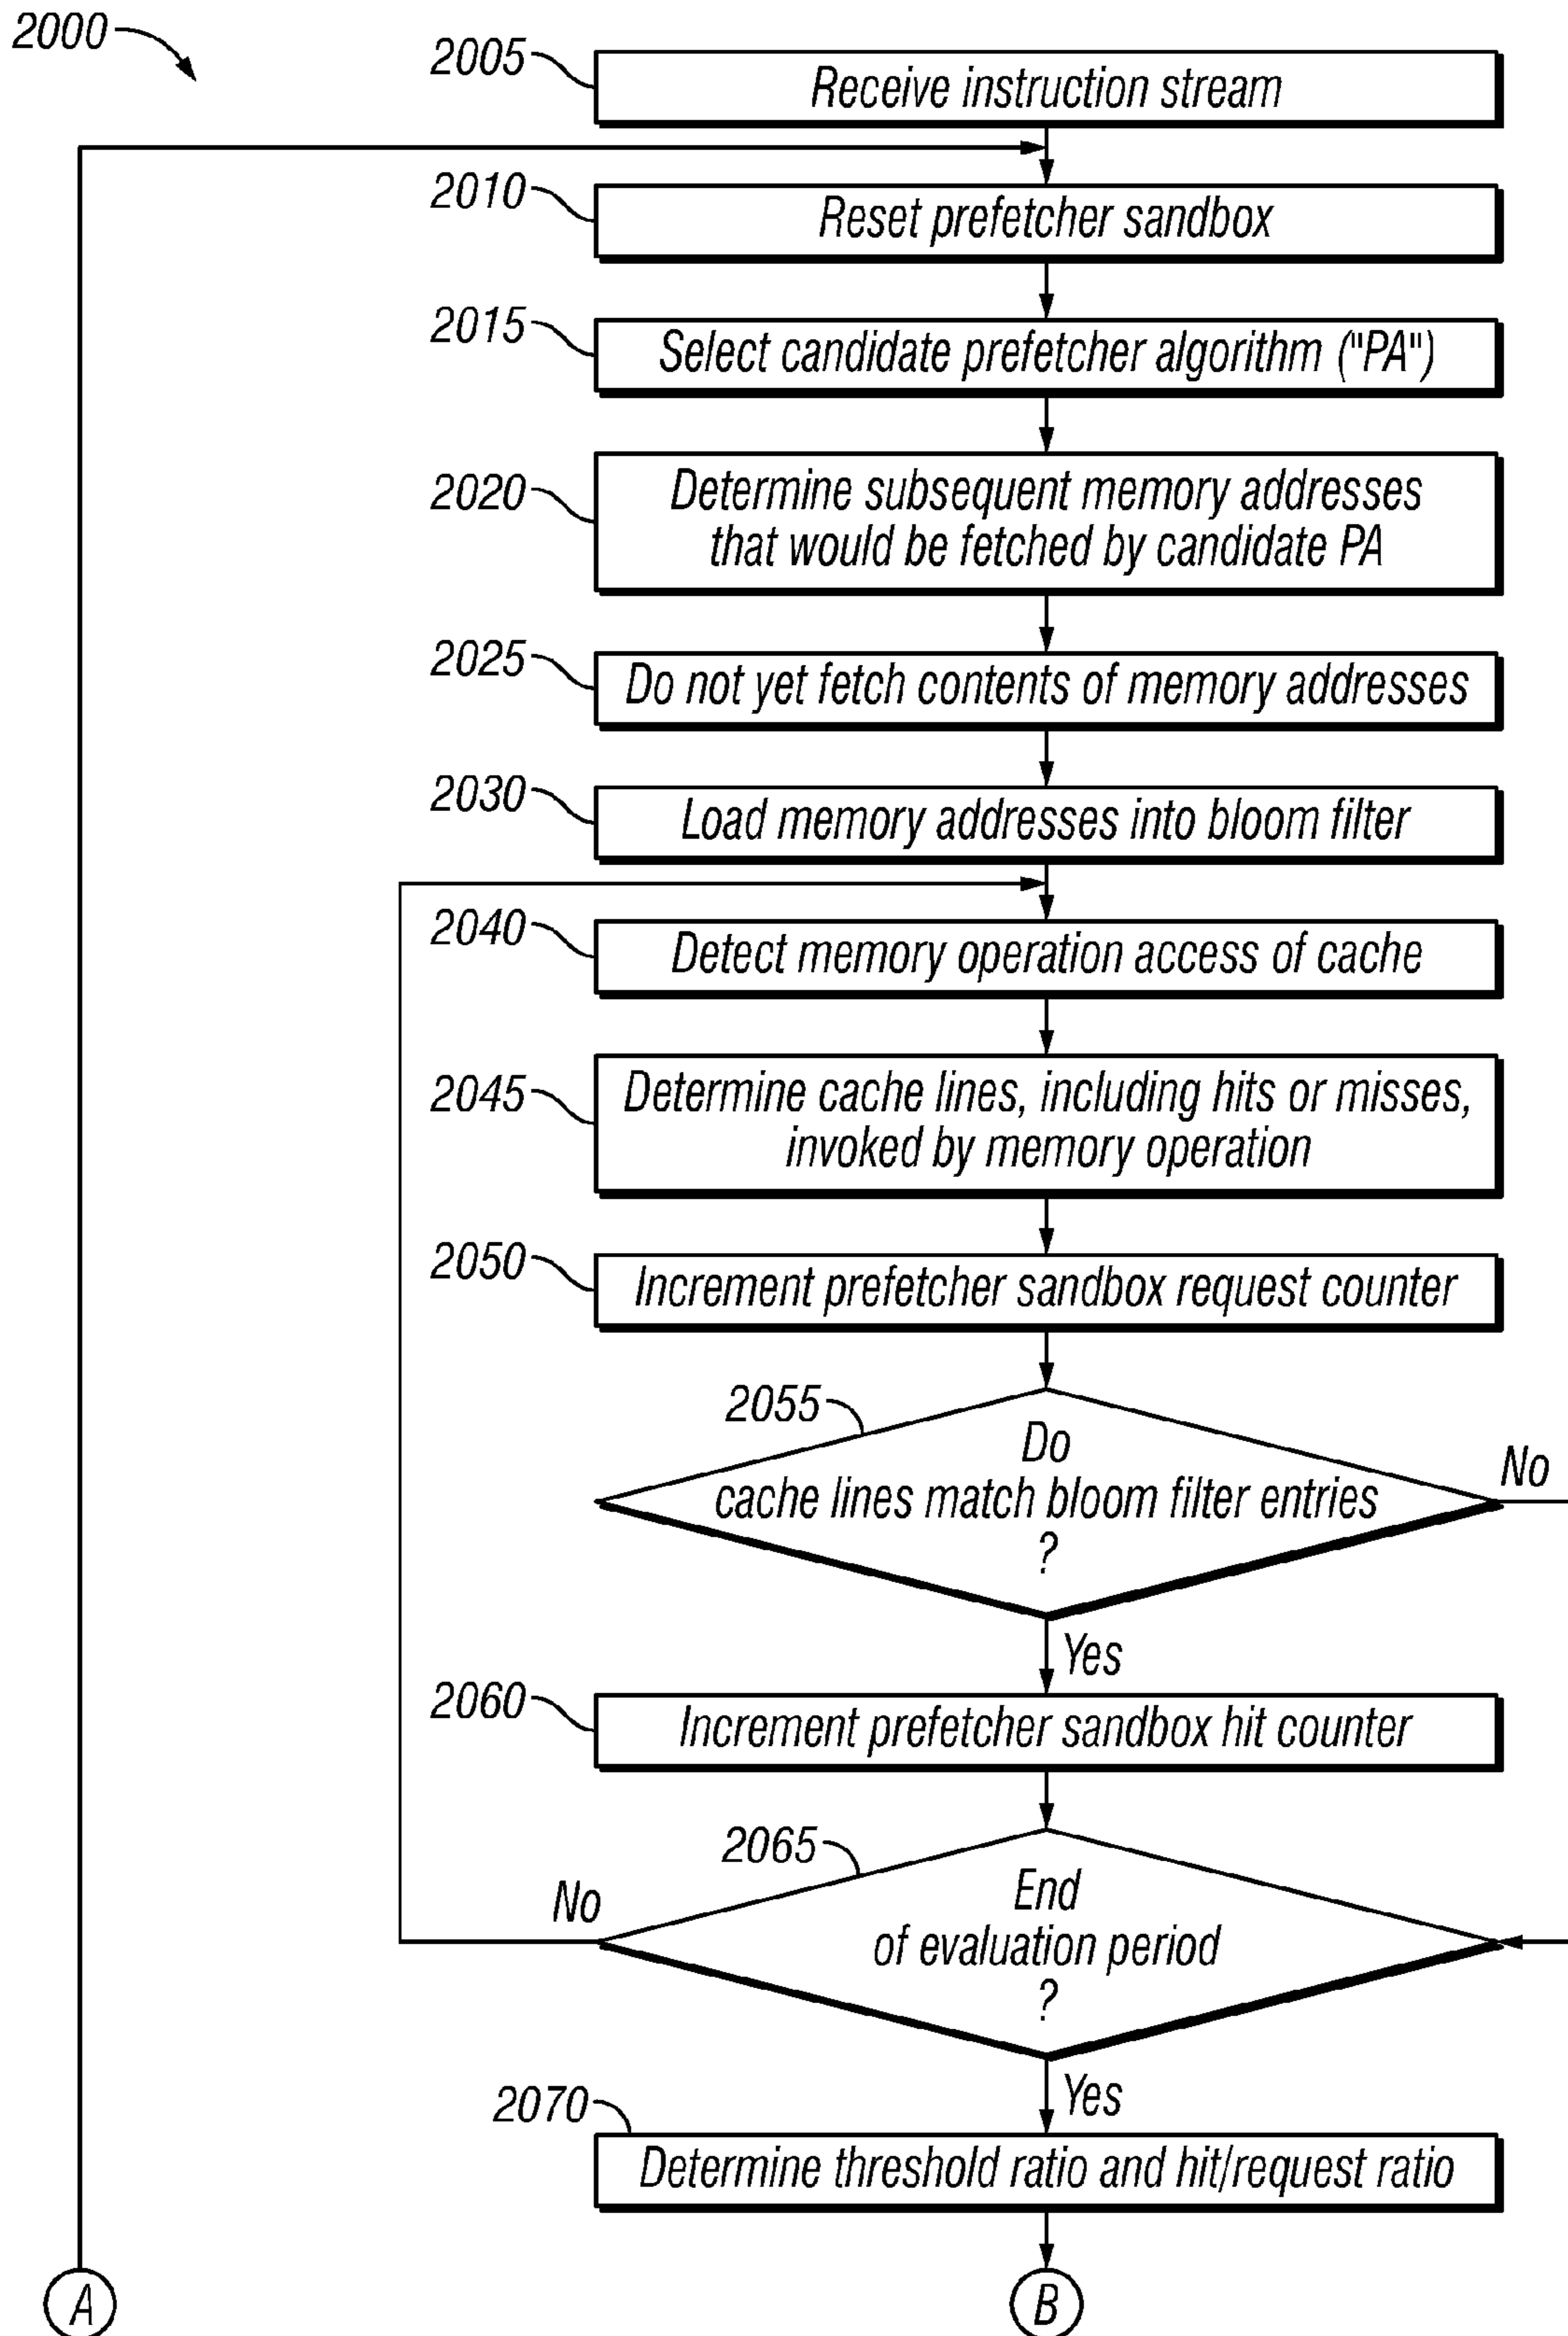 2000
2005
Receive instruction stream
2010
Reset prefetcher sandbox
2015
Select candidate prefetcher algorithm ("PA")
2020
Determine subsequent memory addresses
that would be fetched by candidate PA
2025
Do not yet fetch contents of memory addresses
2030
Load memory addresses into bloom filter
2040
Detect memory operation access of cache
2045
Determine cache lines, including hits or misses,
invoked by memory operation
2050
Increment prefetcher sandbox request counter
2055
Do
cache lines match bloom filter entries
?
No
Yes
2060
Increment prefetcher sandbox hit counter
2065
End
of evaluation period
?
No
Yes
2070
Determine threshold ratio and hit/request ratio
A
B